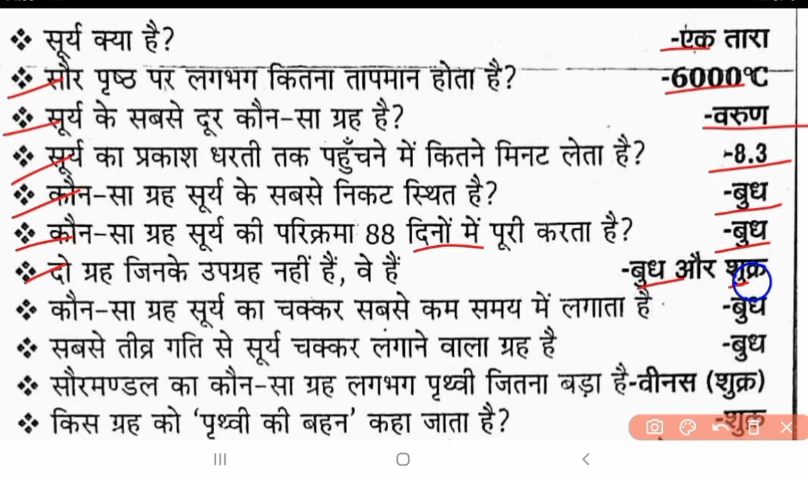 ❖ सूर्य क्या है? -एक तारा
❖ सौर पृष्ठ पर लगभग कितना तापमान होता है? -6000°C
❖ सूर्य के सबसे दूर कौन-सा ग्रह है? -वरुण
❖ सूर्य का प्रकाश धरती तक पहुँचने में कितने मिनट लेता है? -8.3
❖ कौन-सा ग्रह सूर्य के सबसे निकट स्थित है? -बुध
❖ कौन-सा ग्रह सूर्य की परिक्रमा 88 दिनों में पूरी करता है? -बुध
❖ दो ग्रह जिनके उपग्रह नहीं हैं, वे हैं -बुध और शुक्र
❖ कौन-सा ग्रह सूर्य का चक्कर सबसे कम समय में लगाता है -बुध
❖ सबसे तीव्र गति से सूर्य चक्कर लगाने वाला ग्रह है -बुध
❖ सौरमण्डल का कौन-सा ग्रह लगभग पृथ्वी जितना बड़ा है-वीनस (शुक्र)
❖ किस ग्रह को ‘पृथ्वी की बहन’ कहा जाता है? -शुक्र